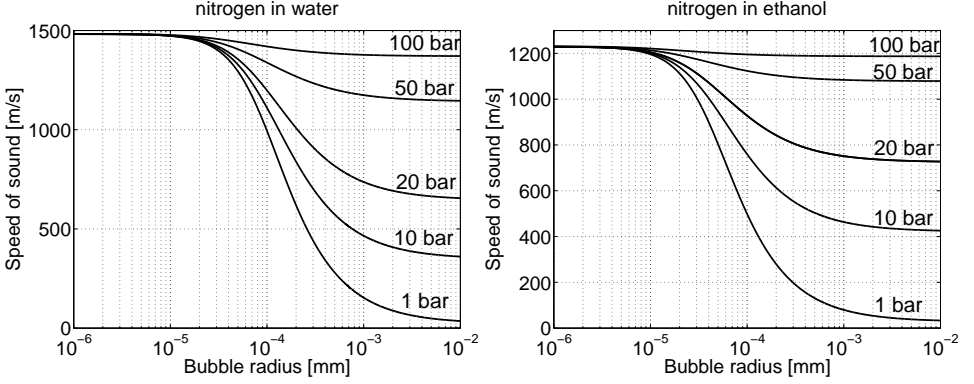 nitrogen in water
Speed of sound [m/s]
1500
1000
500
0
100 bar
50 bar
20 bar
10 bar
1 bar
10⁻⁶ 10⁻⁵ 10⁻⁴ 10⁻³ 10⁻²
Bubble radius [mm]
nitrogen in ethanol
Speed of sound [m/s]
1200
1000
800
600
400
200
0
100 bar
50 bar
20 bar
10 bar
1 bar
10⁻⁶ 10⁻⁵ 10⁻⁴ 10⁻³ 10⁻²
Bubble radius [mm]